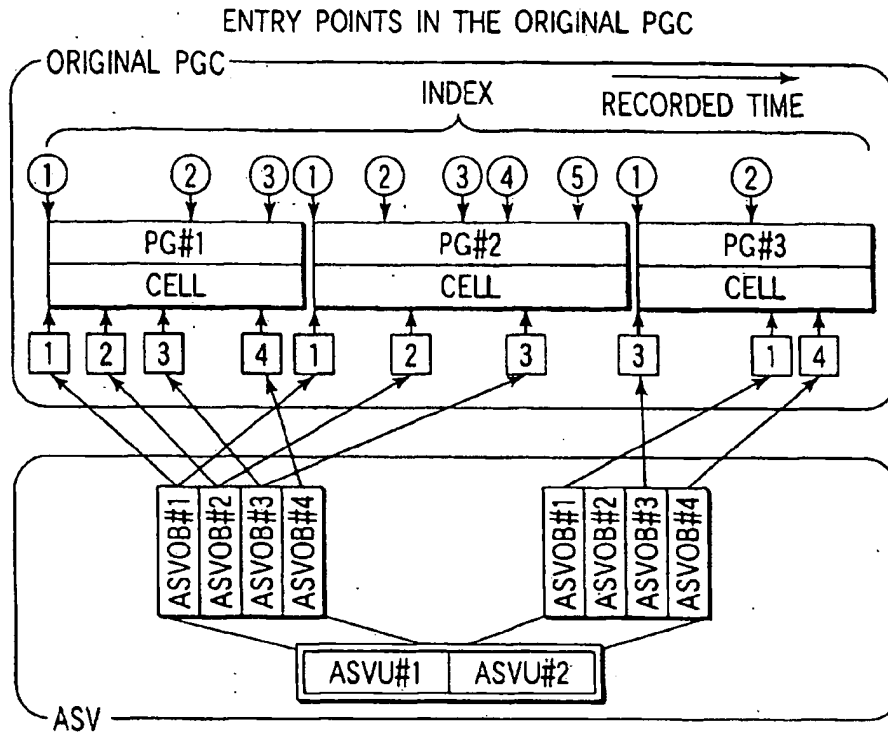 ENTRY POINTS IN THE ORIGINAL PGC
ORIGINAL PGC
INDEX
RECORDED TIME
1 2 3 1 2 3 4 5 1 2
PG#1 PG#2 PG#3
CELL CELL CELL
1 2 3 4 1 2 3 3 1 4
ASVOB#1 ASVOB#2 ASVOB#3 ASVOB#4 ASVOB#1 ASVOB#2 ASVOB#3 ASVOB#4
ASVU#1 ASVU#2
ASV